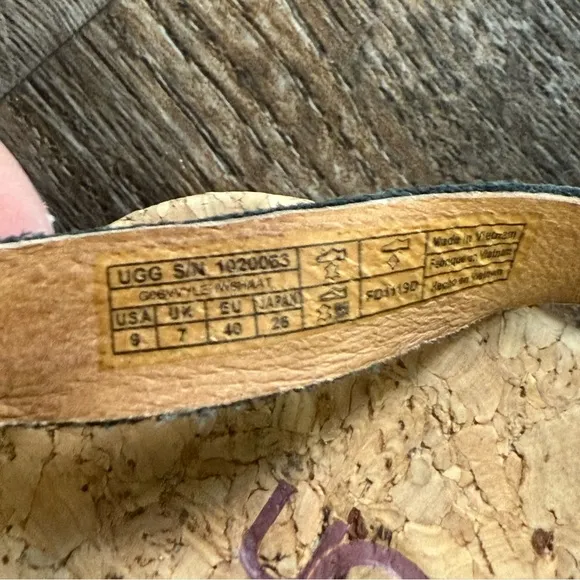 UGG S/N 1020063
USA UK EU JAPAN
9 7 40 26
FD1119D
Made in Vietnam
Fabriqué en Vietnam
Hecho en Vietnam